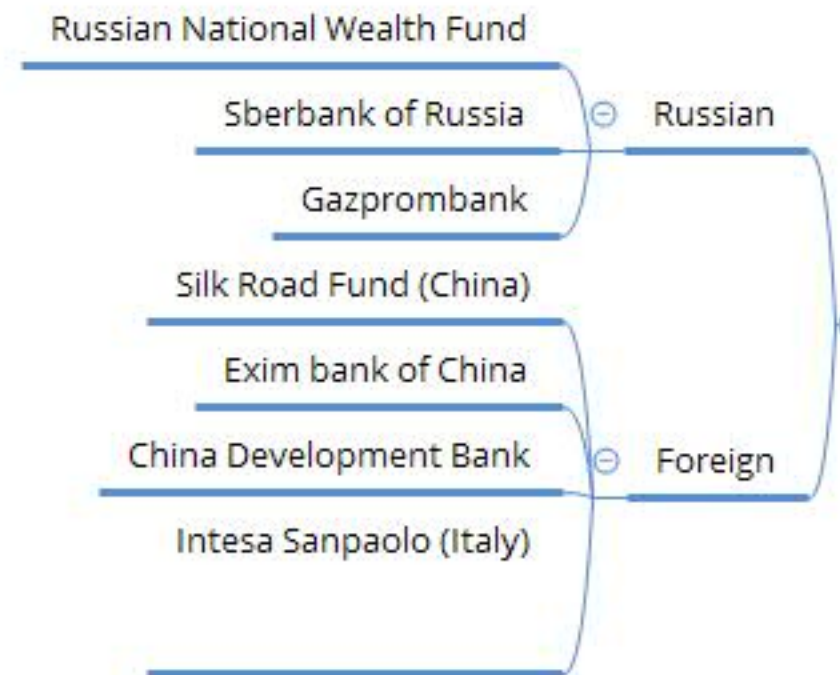 Russian National Wealth Fund
Sberbank of Russia
Russian
Gazprombank
Silk Road Fund (China)
Exim bank of China
China Development Bank
Foreign
Intesa Sanpaolo (Italy)